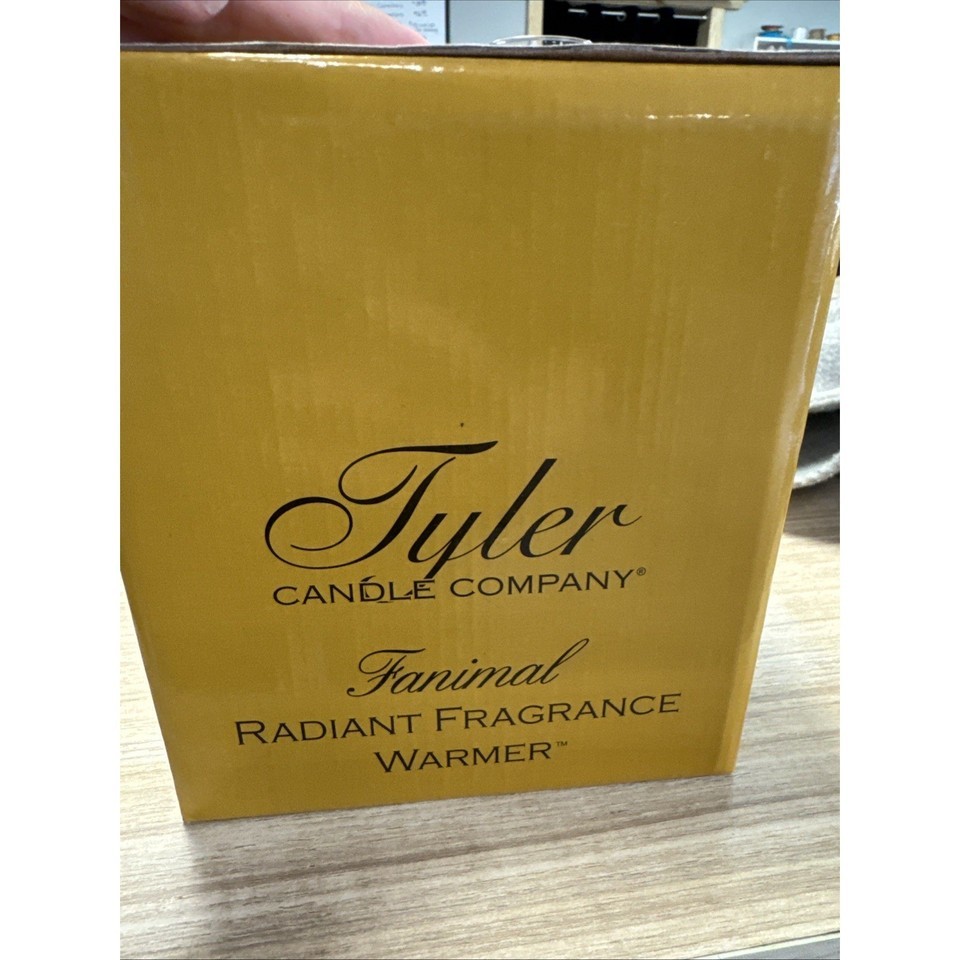 Tyler
CANDLE COMPANY®
Fanimal
RADIANT FRAGRANCE
WARMER™